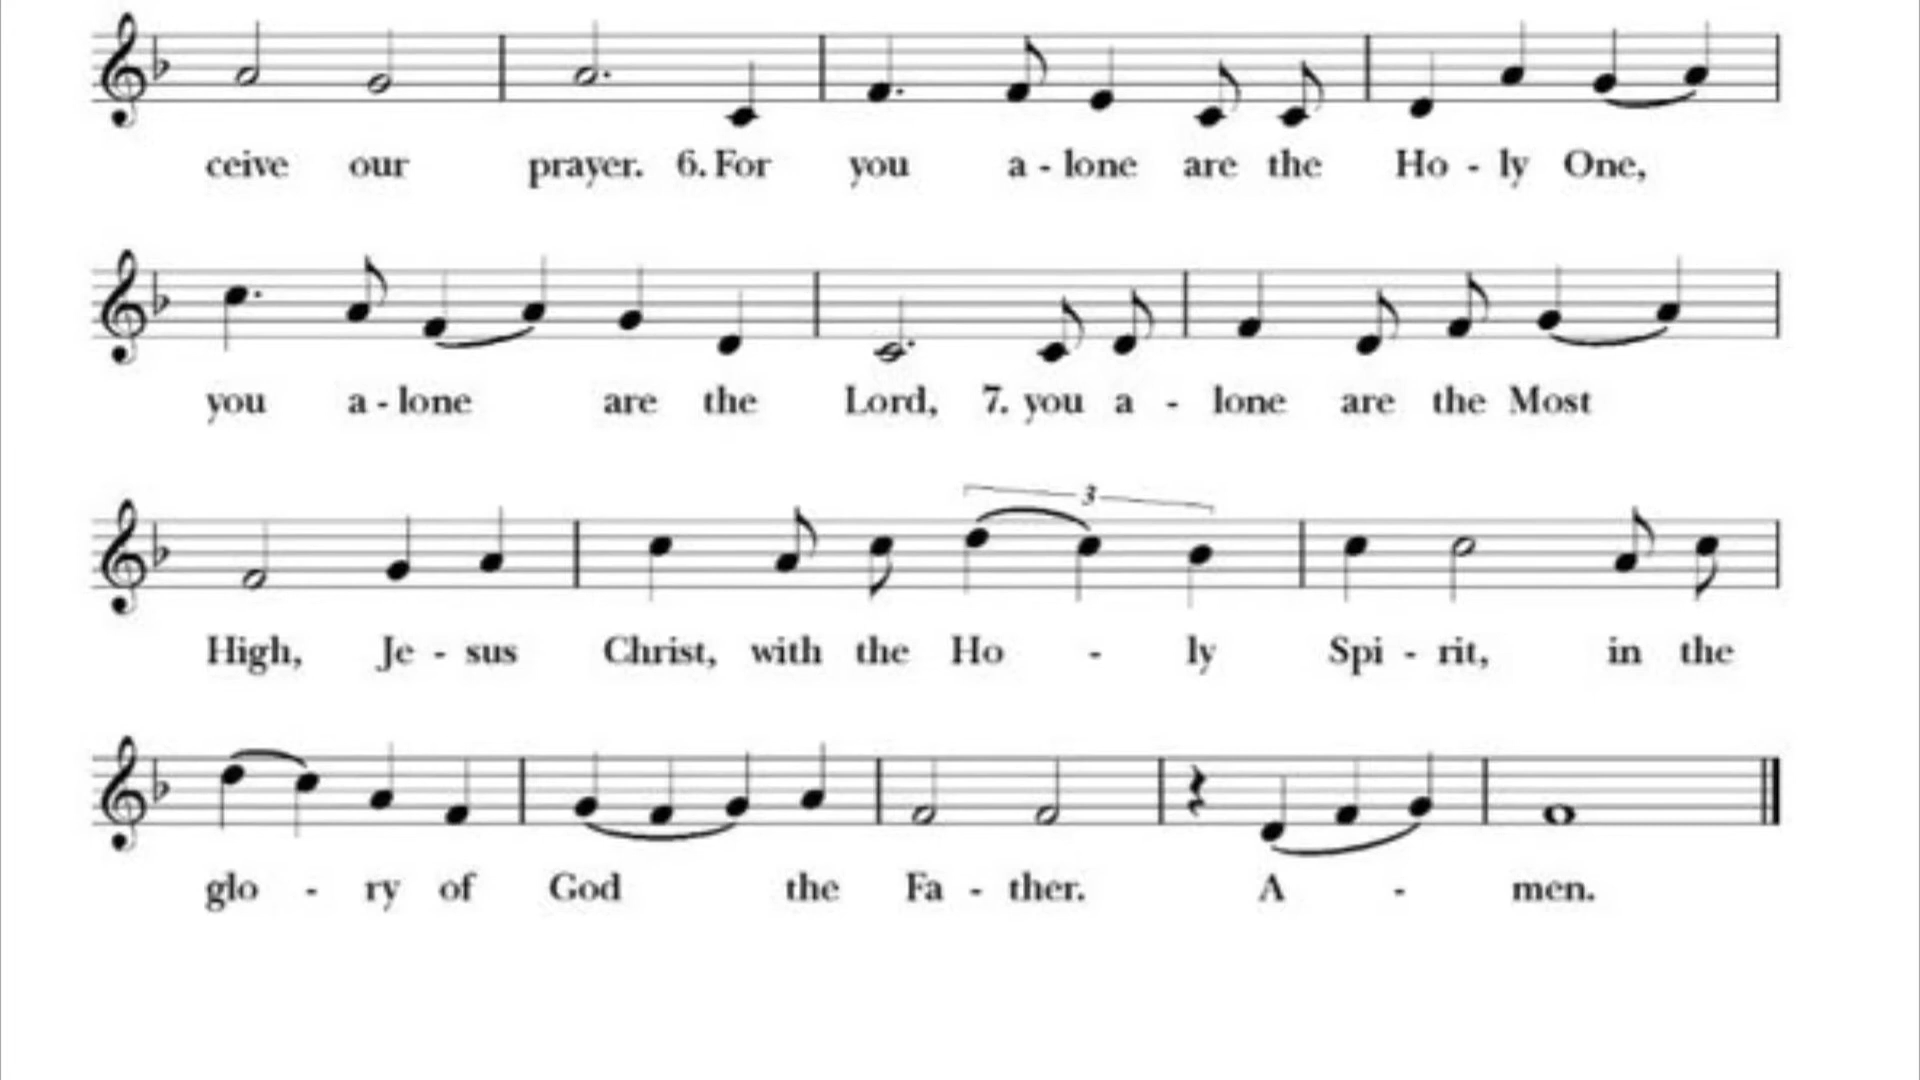 ceive our prayer. 6. For you a - lone are the Ho - ly One,
you a - lone are the Lord, 7. you a - lone are the Most
3
High, Je - sus Christ, with the Ho - ly Spi - rit, in the
glo - ry of God the Fa - ther. A - men.